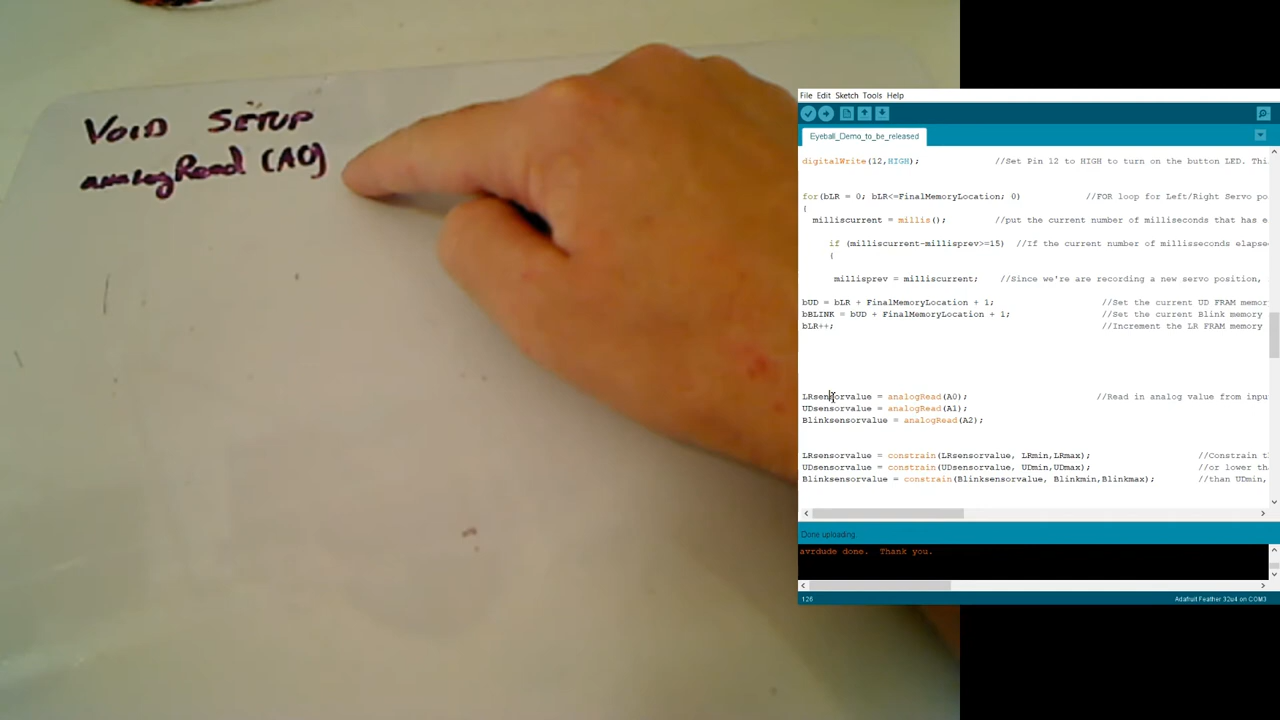 VOID SETUP
analogRead (A0)
File Edit Sketch Tools Help
Eyeball_Demo_to_be_released
digitalWrite(12,HIGH); //Set Pin 12 to HIGH to turn on the button LED. Thi
for(bLR = 0; bLR<=FinalMemoryLocation; 0) //FOR loop for Left/Right Servo po
{
milliscurrent = millis(); //put the current number of milliseconds that has e
if (milliscurrent-millisprev>=15) //If the current number of millisseconds elapse
{
millisprev = milliscurrent; //Since we're are recording a new servo position,
bUD = bLR + FinalMemoryLocation + 1; //Set the current UD FRAM memor
bBLINK = bUD + FinalMemoryLocation + 1; //Set the current Blink memory
bLR++; //Increment the LR FRAM memory
LRsensorvalue = analogRead(A0); //Read in analog value from inpu
UDsensorvalue = analogRead(A1);
Blinksensorvalue = analogRead(A2);
LRsensorvalue = constrain(LRsensorvalue, LRmin,LRmax); //Constrain t
UDsensorvalue = constrain(UDsensorvalue, UDmin,UDmax); //or lower th
Blinksensorvalue = constrain(Blinksensorvalue, Blinkmin,Blinkmax); //than UDmin,
Done uploading.
avrdude done. Thank you.
126 Adafruit Feather 32u4 on COM3